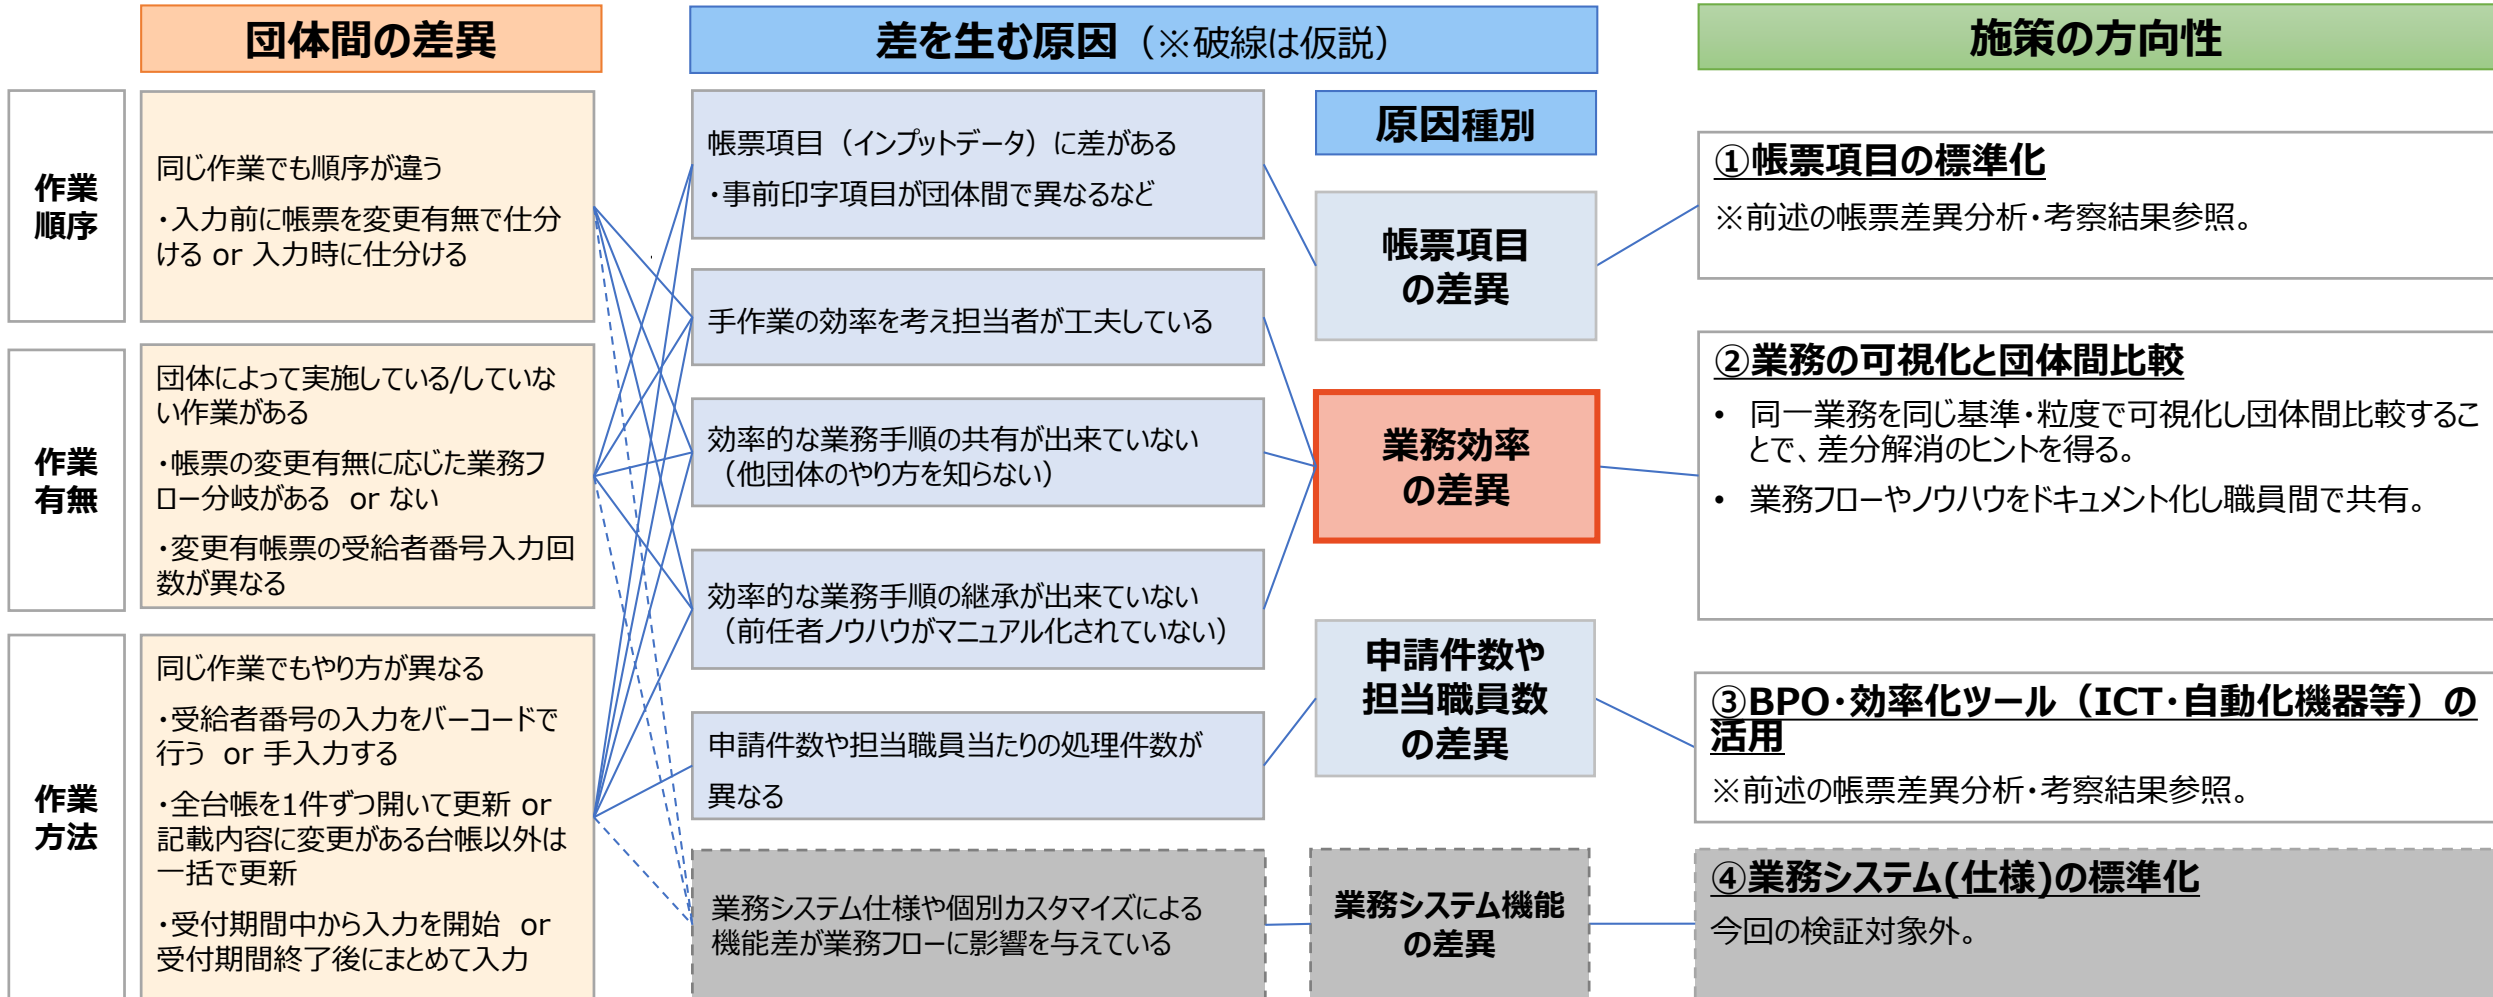 団体間の差異
差を生む原因（※破線は仮説）
施策の方向性
作業
順序
同じ作業でも順序が違う
・入力前に帳票を変更有無で仕分
ける or 入力時に仕分ける
作業
有無
団体によって実施している/していな
い作業がある
・帳票の変更有無に応じた業務フ
ロー分岐がある or ない
・変更有帳票の受給者番号入力回
数が異なる
作業
方法
同じ作業でもやり方が異なる
・受給者番号の入力をバーコードで
行う or 手入力する
・全台帳を1件ずつ開いて更新 or
記載内容に変更がある台帳以外は
一括で更新
・受付期間中から入力を開始 or
受付期間終了後にまとめて入力
帳票項目（インプットデータ）に差がある
・事前印字項目が団体間で異なるなど
手作業の効率を考え担当者が工夫している
効率的な業務手順の共有が出来ていない
（他団体のやり方を知らない）
効率的な業務手順の継承が出来ていない
（前任者ノウハウがマニュアル化されていない）
申請件数や担当職員当たりの処理件数が
異なる
業務システム仕様や個別カスタマイズによる
機能差が業務フローに影響を与えている
原因種別
帳票項目
の差異
業務効率
の差異
申請件数や
担当職員数
の差異
業務システム機能
の差異
①帳票項目の標準化
※前述の帳票差異分析・考察結果参照。
②業務の可視化と団体間比較
• 同一業務を同じ基準・粒度で可視化し団体間比較するこ
とで、差分解消のヒントを得る。
• 業務フローやノウハウをドキュメント化し職員間で共有。
③BPO・効率化ツール（ICT・自動化機器等）の
活用
※前述の帳票差異分析・考察結果参照。
④業務システム(仕様)の標準化
今回の検証対象外。